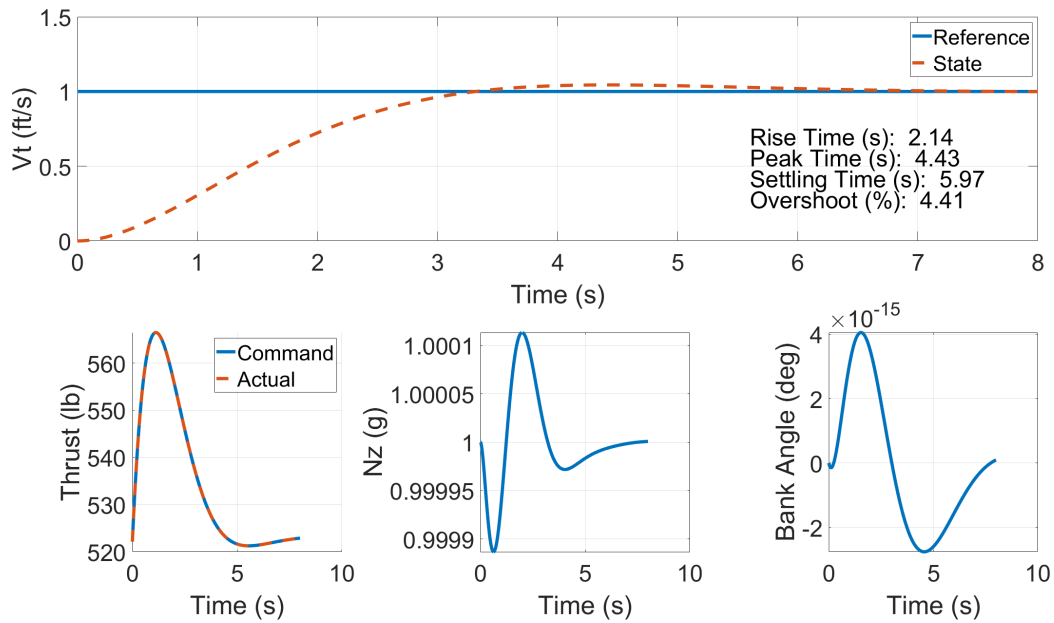 1.5
1
0.5
0
Vt (ft/s)
Reference
State
Rise Time (s): 2.14
Peak Time (s): 4.43
Settling Time (s): 5.97
Overshoot (%): 4.41
0 1 2 3 4 5 6 7 8
Time (s)
560
550
540
530
520
Thrust (lb)
Command
Actual
0 5 10
Time (s)
1.0001
1.00005
1
0.99995
0.9999
Nz (g)
0 5 10
Time (s)
×10-15
4
2
0
-2
Bank Angle (deg)
0 5 10
Time (s)